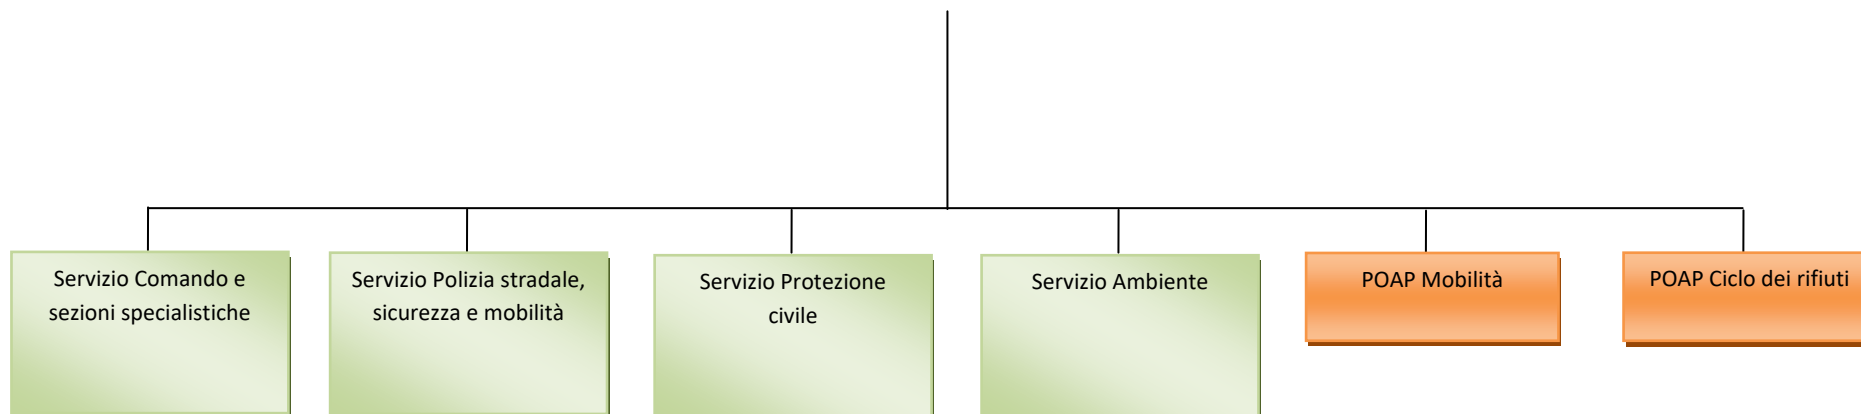 Servizio Comando e
sezioni specialistiche
Servizio Polizia stradale,
sicurezza e mobilità
Servizio Protezione
civile
Servizio Ambiente
POAP Mobilità
POAP Ciclo dei rifiuti